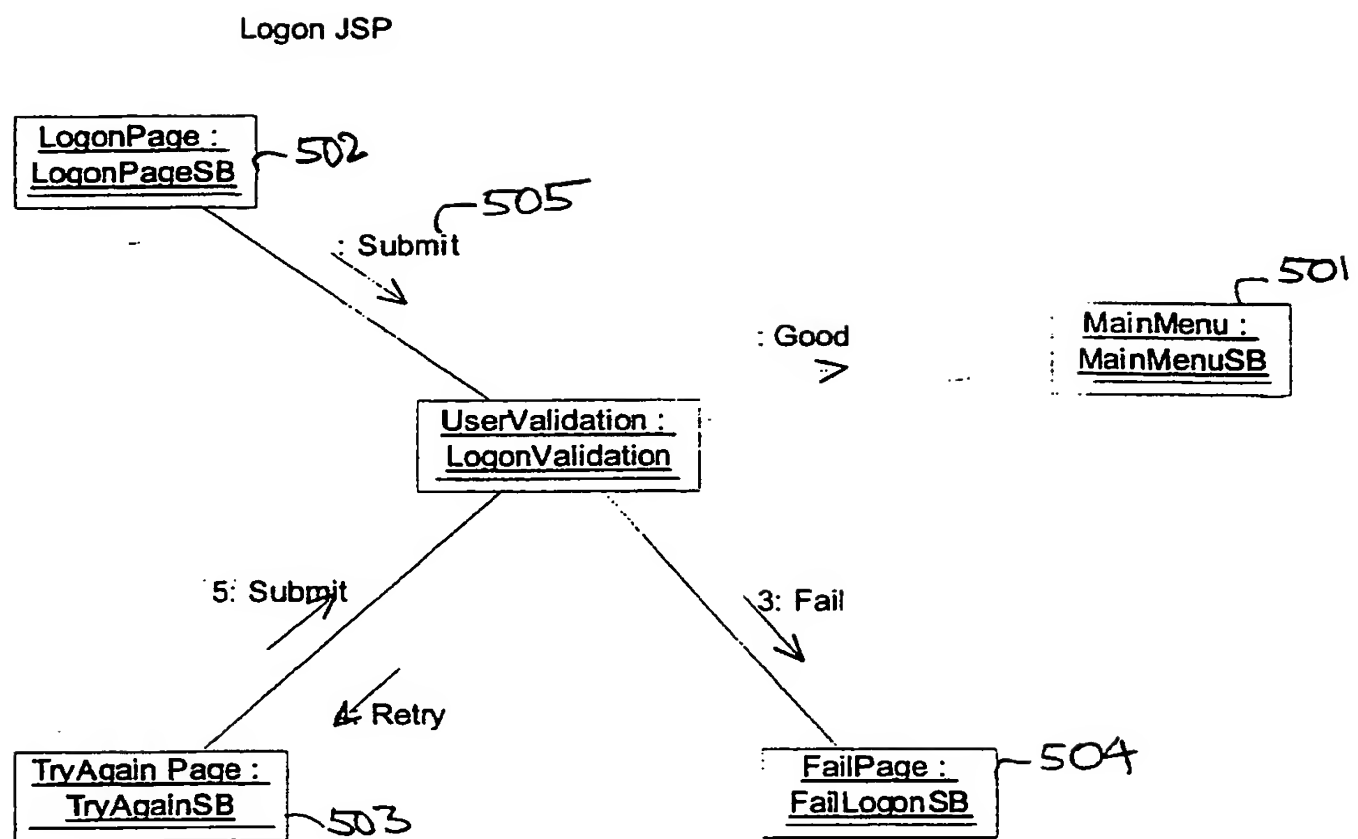 Logon JSP
LogonPage :
LogonPageSB
502
505
: Submit
501
: Good
MainMenu :
MainMenuSB
UserValidation :
LogonValidation
5: Submit
3: Fail
4: Retry
TryAgain Page :
TryAgainSB
503
FailPage :
FailLogonSB
504